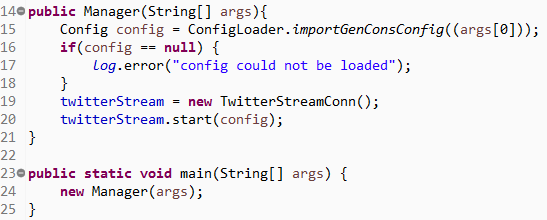 14 public Manager(String[] args){
15     Config config = ConfigLoader.importGenConsConfig((args[0]));
16     if(config == null) {
17         Log.error("config could not be loaded");
18     }
19     twitterStream = new TwitterStreamConn();
20     twitterStream.start(config);
21 }
22
23 public static void main(String[] args) {
24     new Manager(args);
25 }